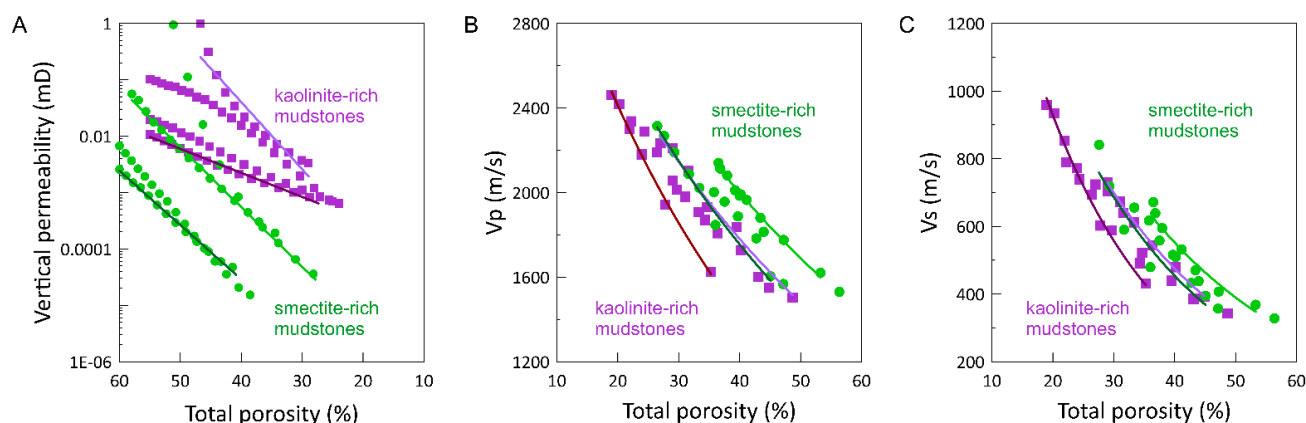 A
Vertical permeability (mD)
1
0.01
0.0001
1E-06
60 50 40 30 20 10
Total porosity (%)
kaolinite-rich
mudstones
smectite-rich
mudstones
B
Vp (m/s)
2800
2400
2000
1600
1200
10 20 30 40 50 60
Total porosity (%)
smectite-rich
mudstones
kaolinite-rich
mudstones
C
Vs (m/s)
1200
1000
800
600
400
200
10 20 30 40 50 60
Total porosity (%)
smectite-rich
mudstones
kaolinite-rich
mudstones